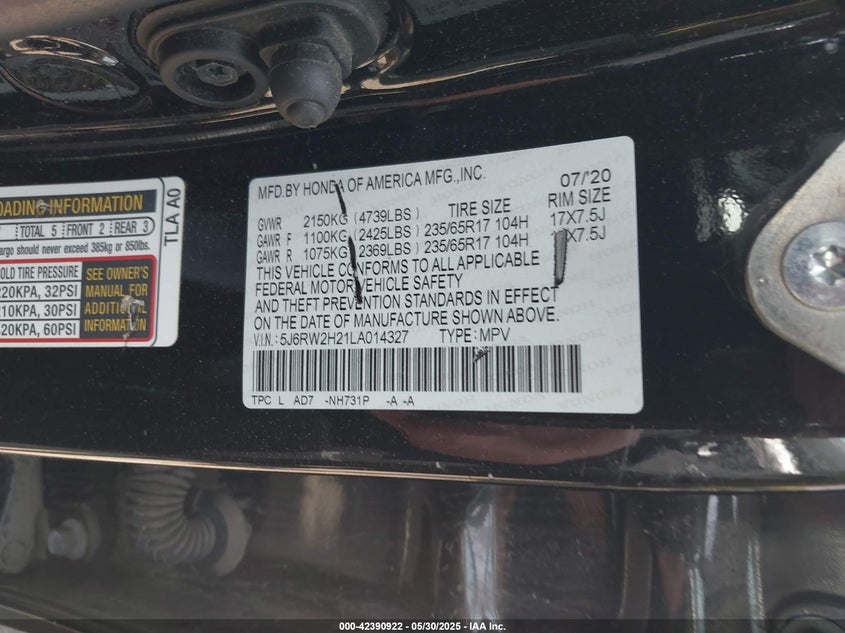 OADING INFORMATION
TOTAL 5 FRONT 2 REAR 3
argo should never exceed 385kg or 850lbs.
OLD TIRE PRESSURE
220KPA, 32PSI
210KPA, 30PSI
420KPA, 60PSI
SEE OWNER'S
MANUAL FOR
ADDITIONAL
INFORMATION
TLA A0
MFD.BY HONDA OF AMERICA MFG.,INC. 07/'20
GVWR 2150KG (4739LBS) TIRE SIZE RIM SIZE
GAWR F 1100KG (2425LBS) 235/65R17 104H 17X7.5J
GAWR R 1075KG (2369LBS) 235/65R17 104H X7.5J
THIS VEHICLE CONFORMS TO ALL APPLICABLE
FEDERAL MOTOR VEHICLE SAFETY
AND THEFT PREVENTION STANDARDS IN EFFECT
ON THE DATE OF MANUFACTURE SHOWN ABOVE.
V.I.N.: 5J6RW2H21LA014327 TYPE: MPV
TPC L AD7 -NH731P -A -A
000-42390922 - 05/30/2025 - IAA Inc.